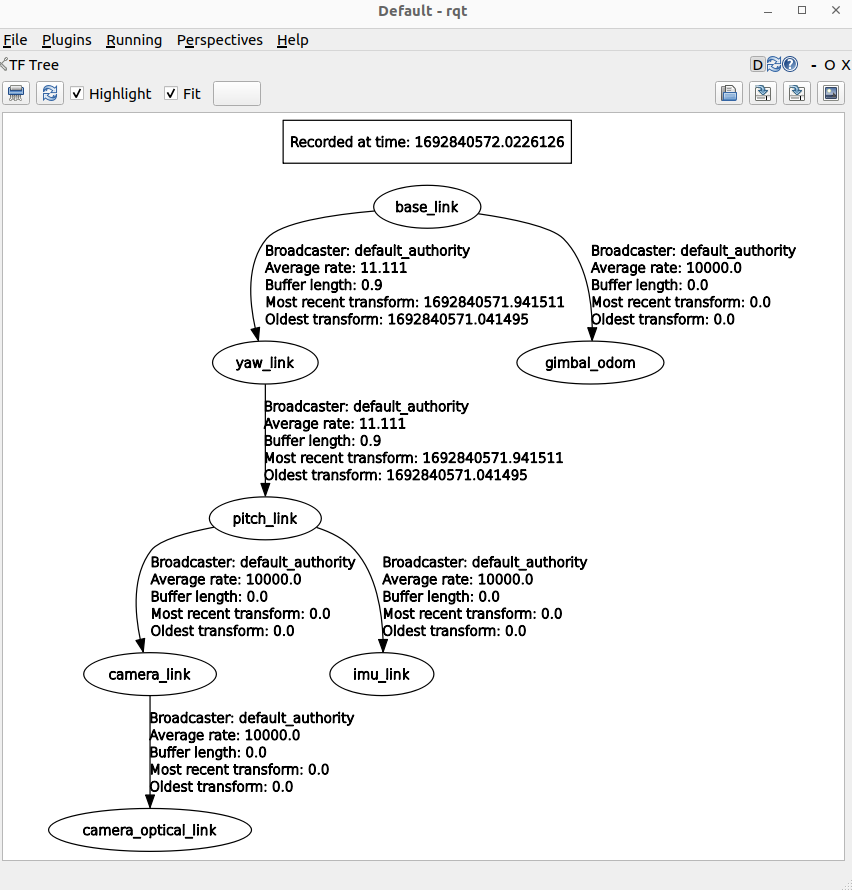 Default - rqt
File Plugins Running Perspectives Help
TF Tree
D
- O X
Highlight
Fit
Recorded at time: 1692840572.0226126
base_link
Broadcaster: default_authority
Average rate: 11.111
Buffer length: 0.9
Most recent transform: 1692840571.941511
Oldest transform: 1692840571.041495
Broadcaster: default_authority
Average rate: 10000.0
Buffer length: 0.0
Most recent transform: 0.0
Oldest transform: 0.0
yaw_link
gimbal_odom
Broadcaster: default_authority
Average rate: 11.111
Buffer length: 0.9
Most recent transform: 1692840571.941511
Oldest transform: 1692840571.041495
pitch_link
Broadcaster: default_authority
Average rate: 10000.0
Buffer length: 0.0
Most recent transform: 0.0
Oldest transform: 0.0
Broadcaster: default_authority
Average rate: 10000.0
Buffer length: 0.0
Most recent transform: 0.0
Oldest transform: 0.0
camera_link
imu_link
Broadcaster: default_authority
Average rate: 10000.0
Buffer length: 0.0
Most recent transform: 0.0
Oldest transform: 0.0
camera_optical_link